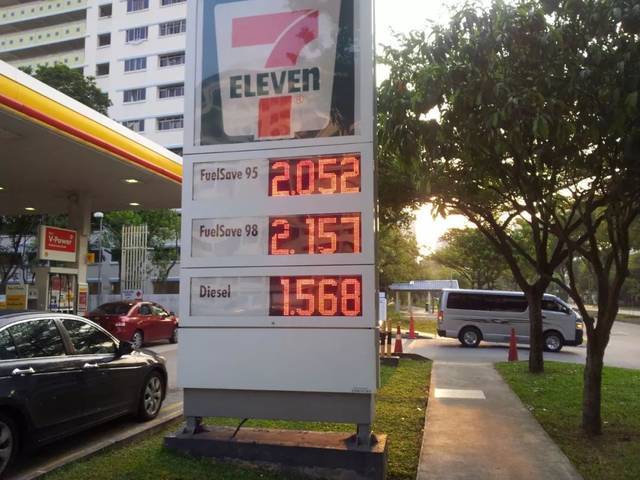 7
ELEVEn
FuelSave 95 2.052
FuelSave 98 2.157
Diesel 1.568
V-Power